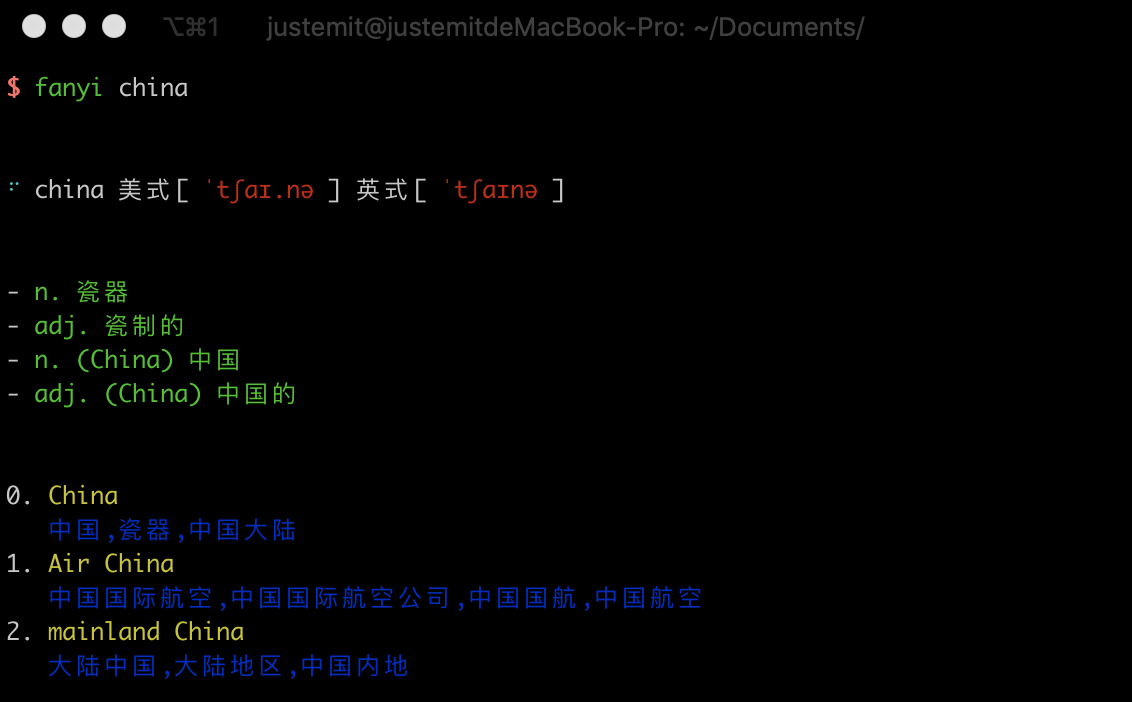 ⌥⌘1 justemit@justemitdeMacBook-Pro: ~/Documents/
$ fanyi china
china 美式[ ˈtʃaɪ.nə ] 英式[ ˈtʃaɪnə ]
- n. 瓷器
- adj. 瓷制的
- n. (China) 中国
- adj. (China) 中国的
0. China
中国,瓷器,中国大陆
1. Air China
中国国际航空,中国国际航空公司,中国国航,中国航空
2. mainland China
大陆中国,大陆地区,中国内地